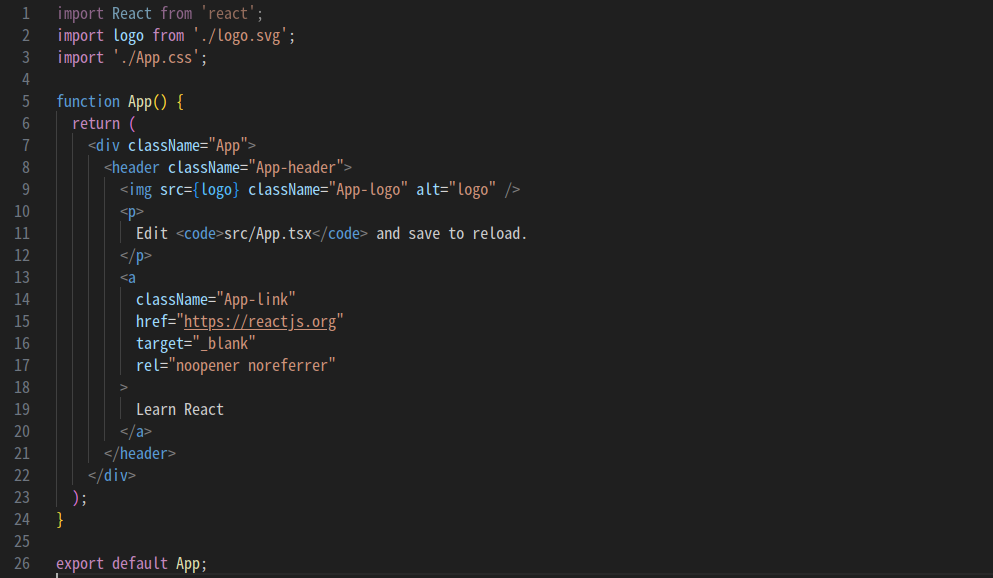 1 import React from 'react';
2 import logo from './logo.svg';
3 import './App.css';
4
5 function App() {
6   return (
7     <div className="App">
8       <header className="App-header">
9         <img src={logo} className="App-logo" alt="logo" />
10         <p>
11           Edit <code>src/App.tsx</code> and save to reload.
12         </p>
13         <a
14           className="App-link"
15           href="https://reactjs.org"
16           target="_blank"
17           rel="noopener noreferrer"
18         >
19           Learn React
20         </a>
21       </header>
22     </div>
23   );
24 }
25
26 export default App;